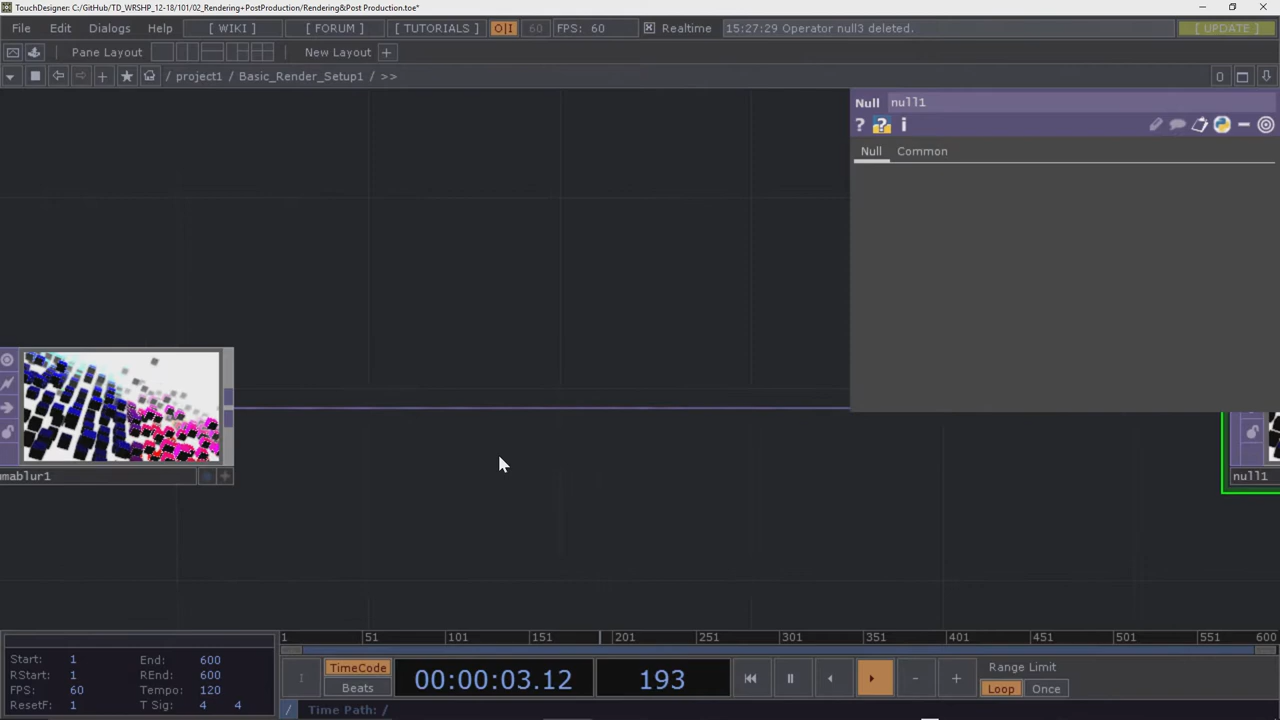 TouchDesigner: C:/GitHub/TD_WRSHP_12-18/101/02_Rendering+PostProduction/Rendering&Post Production.toe*
File Edit Dialogs Help [ WIKI ] [ FORUM ] [ TUTORIALS ] O|I 60 FPS: 60 Realtime 15:27:29 Operator null3 deleted. [ UPDATE ]
Pane Layout New Layout +
/ project1 / Basic_Render_Setup1 / >> 0
Null null1
? ? i
Null Common
mablur1
null1
1 51 101 151 201 251 301 351 401 451 501 551 600
Start: 1 End: 600
RStart: 1 REnd: 600
FPS: 60 Tempo: 120
ResetF: 1 T Sig: 4 4
TimeCode
Beats
00:00:03.12
193
Range Limit
Loop Once
/ Time Path: /